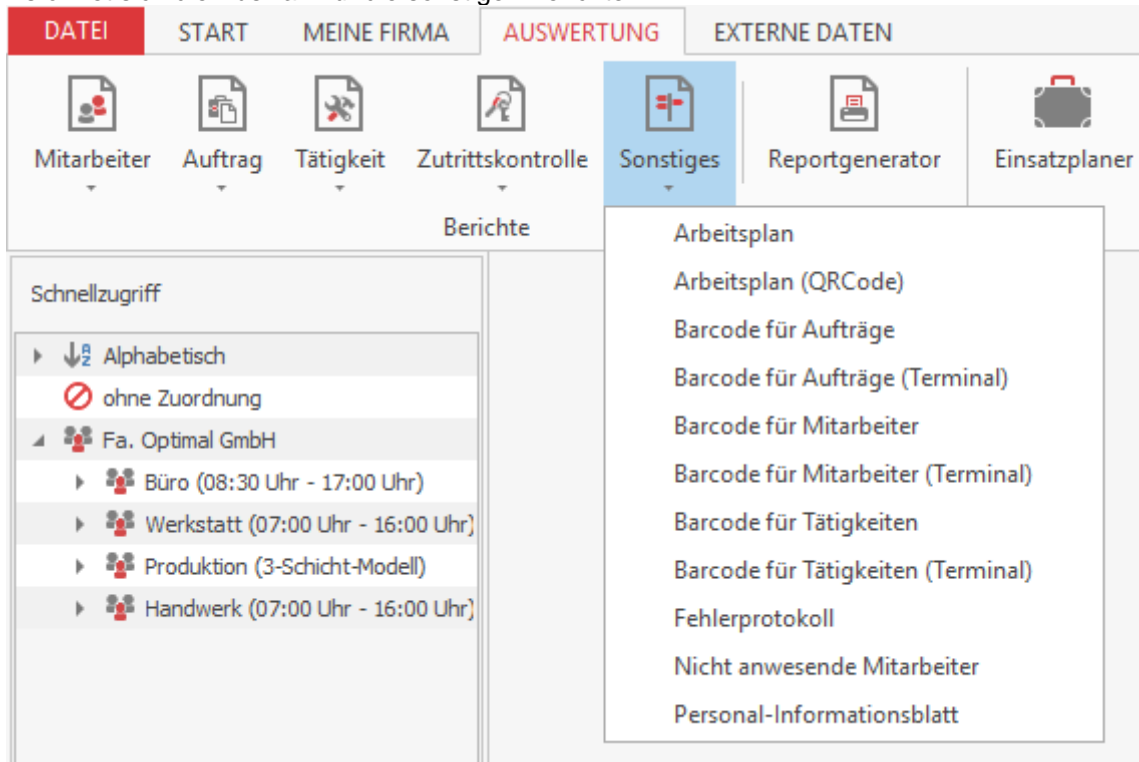 DATEI START MEINE FIRMA AUSWERTUNG EXTERNE DATEN
Mitarbeiter Auftrag Tätigkeit Zutrittskontrolle Sonstiges Reportgenerator Einsatzplaner
Berichte
Schnellzugriff
Alphabetisch
ohne Zuordnung
Fa. Optimal GmbH
Büro (08:30 Uhr - 17:00 Uhr)
Werkstatt (07:00 Uhr - 16:00 Uhr)
Produktion (3-Schicht-Modell)
Handwerk (07:00 Uhr - 16:00 Uhr)
Arbeitsplan
Arbeitsplan (QRCode)
Barcode für Aufträge
Barcode für Aufträge (Terminal)
Barcode für Mitarbeiter
Barcode für Mitarbeiter (Terminal)
Barcode für Tätigkeiten
Barcode für Tätigkeiten (Terminal)
Fehlerprotokoll
Nicht anwesende Mitarbeiter
Personal-Informationsblatt